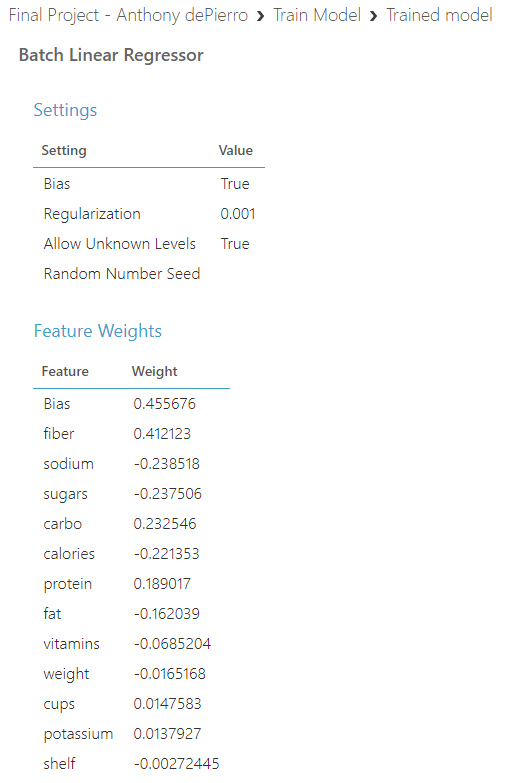 Final Project - Anthony dePierro › Train Model › Trained model
Batch Linear Regressor
Settings
Setting Value
Bias True
Regularization 0.001
Allow Unknown Levels True
Random Number Seed
Feature Weights
Feature Weight
Bias 0.455676
fiber 0.412123
sodium -0.238518
sugars -0.237506
carbo 0.232546
calories -0.221353
protein 0.189017
fat -0.162039
vitamins -0.0685204
weight -0.0165168
cups 0.0147583
potassium 0.0137927
shelf -0.00272445